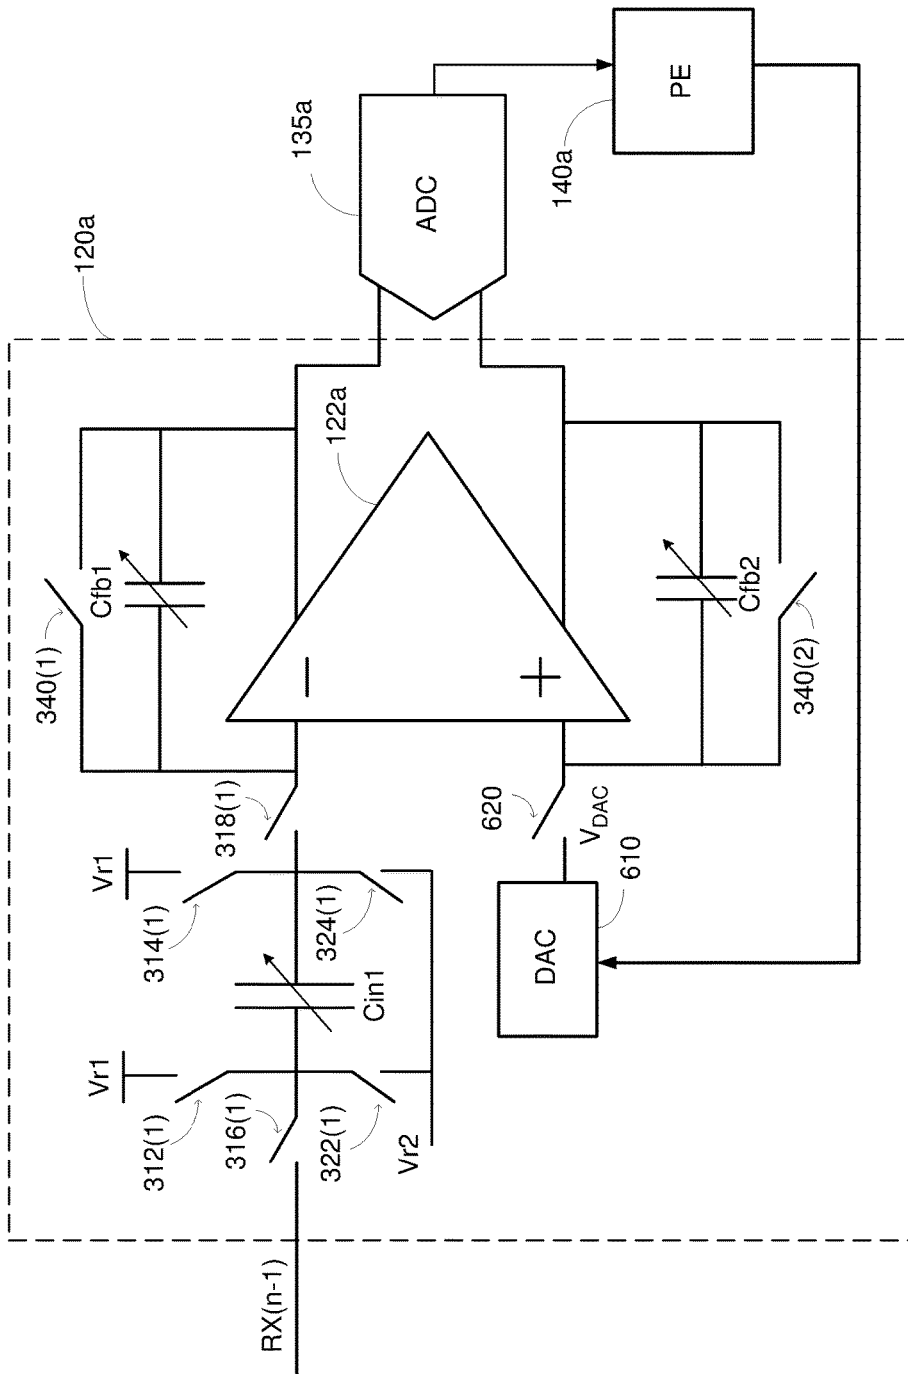 120a
340(1)
Cfb1
135a
ADC
PE
140a
122a
Vr1
Vr1
314(1)
318(1)
312(1)
316(1)
Cin1
324(1)
322(1)
Vr2
RX(n-1)
−
+
620
VDAC
610
DAC
Cfb2
340(2)